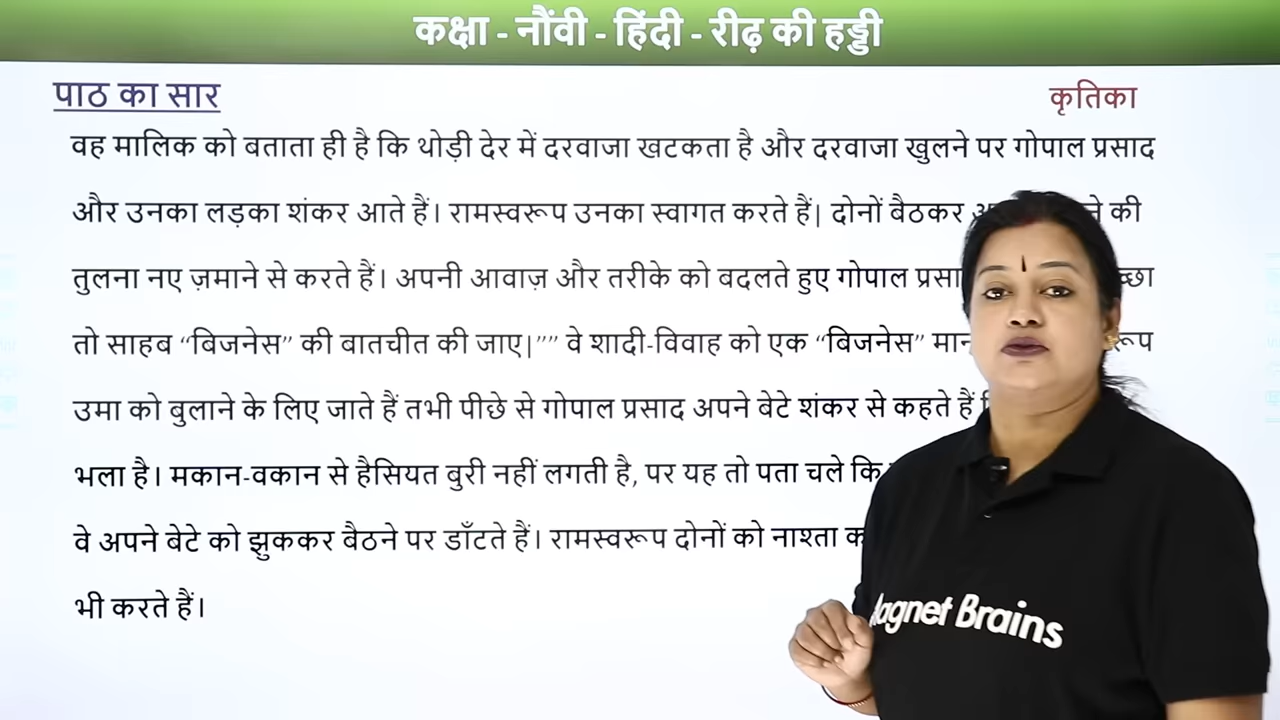 कक्षा - नौंवी - हिंदी - रीढ़ की हड्डी
पाठ का सार
कृतिका
वह मालिक को बताता ही है कि थोड़ी देर में दरवाजा खटकता है और दरवाजा खुलने पर गोपाल प्रसाद
और उनका लड़का शंकर आते हैं। रामस्वरूप उनका स्वागत करते हैं| दोनों बैठकर की
तुलना नए ज़माने से करते हैं। अपनी आवाज़ और तरीके को बदलते हुए गोपाल
तो साहब “बिजनेस” की बातचीत की जाए|”” वे शादी-विवाह को एक “बिजनेस”
उमा को बुलाने के लिए जाते हैं तभी पीछे से गोपाल प्रसाद अपने बेटे शंकर से कहते हैं
भला है। मकान-वकान से हैसियत बुरी नहीं लगती है, पर यह तो पता चले कि
वे अपने बेटे को झुककर बैठने पर डाँटते हैं। रामस्वरूप दोनों को नाश्ता
भी करते हैं।
Brains